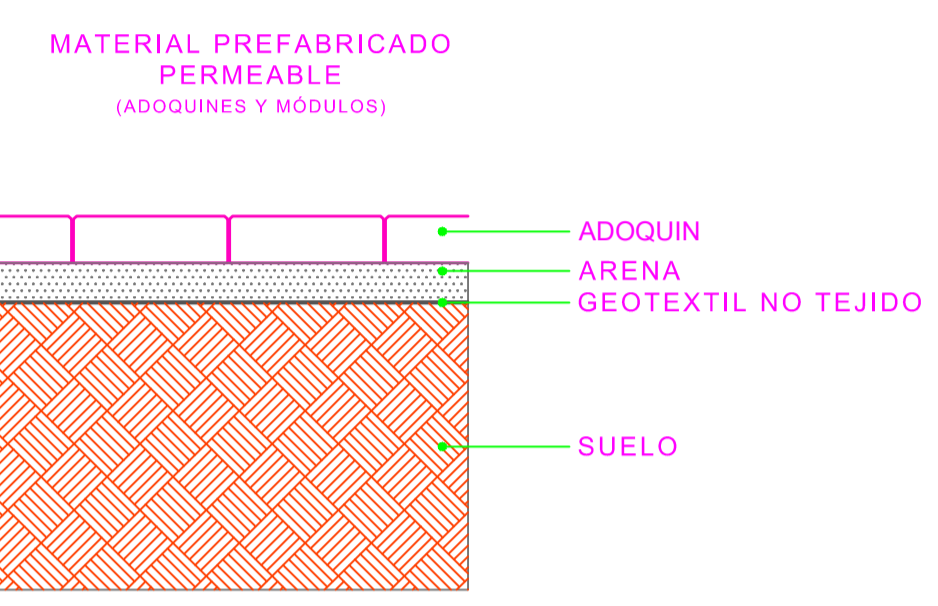 MATERIAL PREFABRICADO
PERMEABLE
(ADOQUINES Y MÓDULOS)
ADOQUIN
ARENA
GEOTEXTIL NO TEJIDO
SUELO